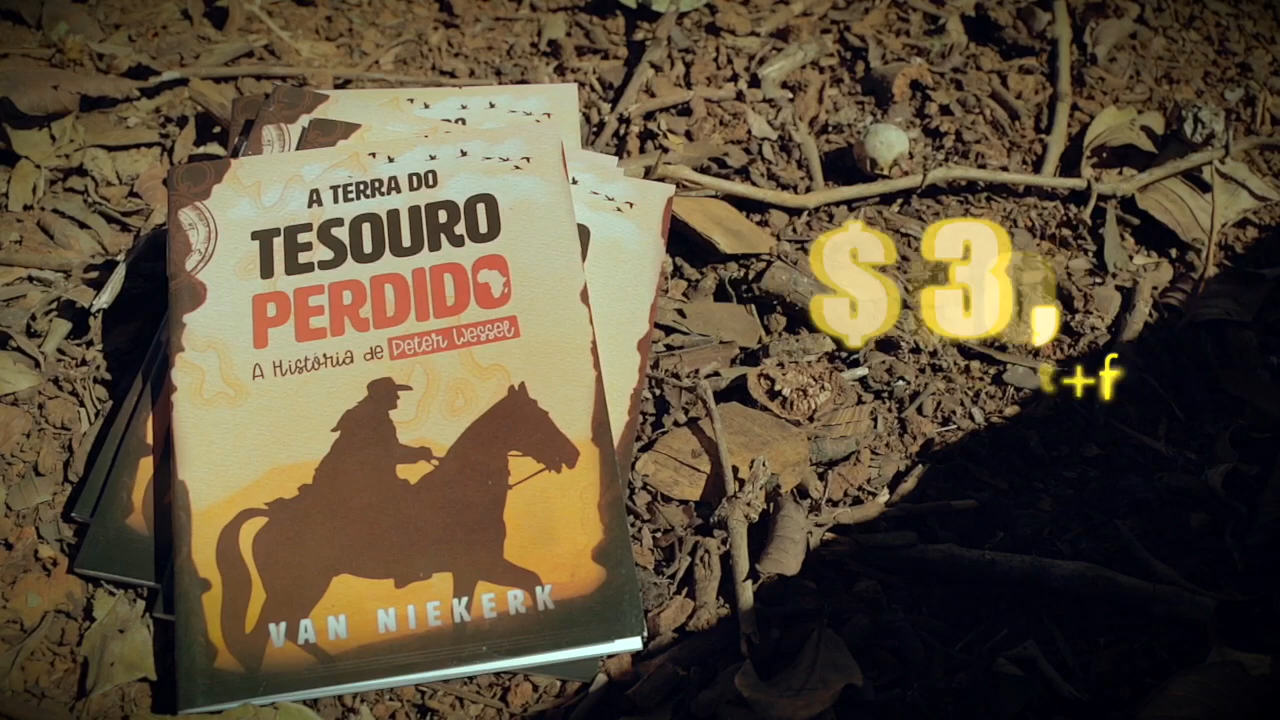 A TERRA DO
TESOURO
PERDIDO
A História de Peter Wessel
VAN NIEKERK
$3,
+f